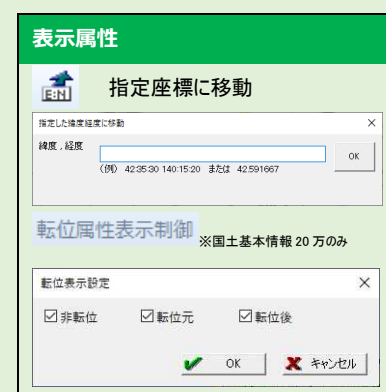 表示属性
E:N 指定座標に移動
指定した緯度経度に移動 ×
緯度 , 経度
OK
(例) 42:35:30 140:15:20 または 42.591667
転位属性表示制御 ※国土基本情報 20 万のみ
転位表示設定 ×
非転位 転位元 転位後
OK キャンセル